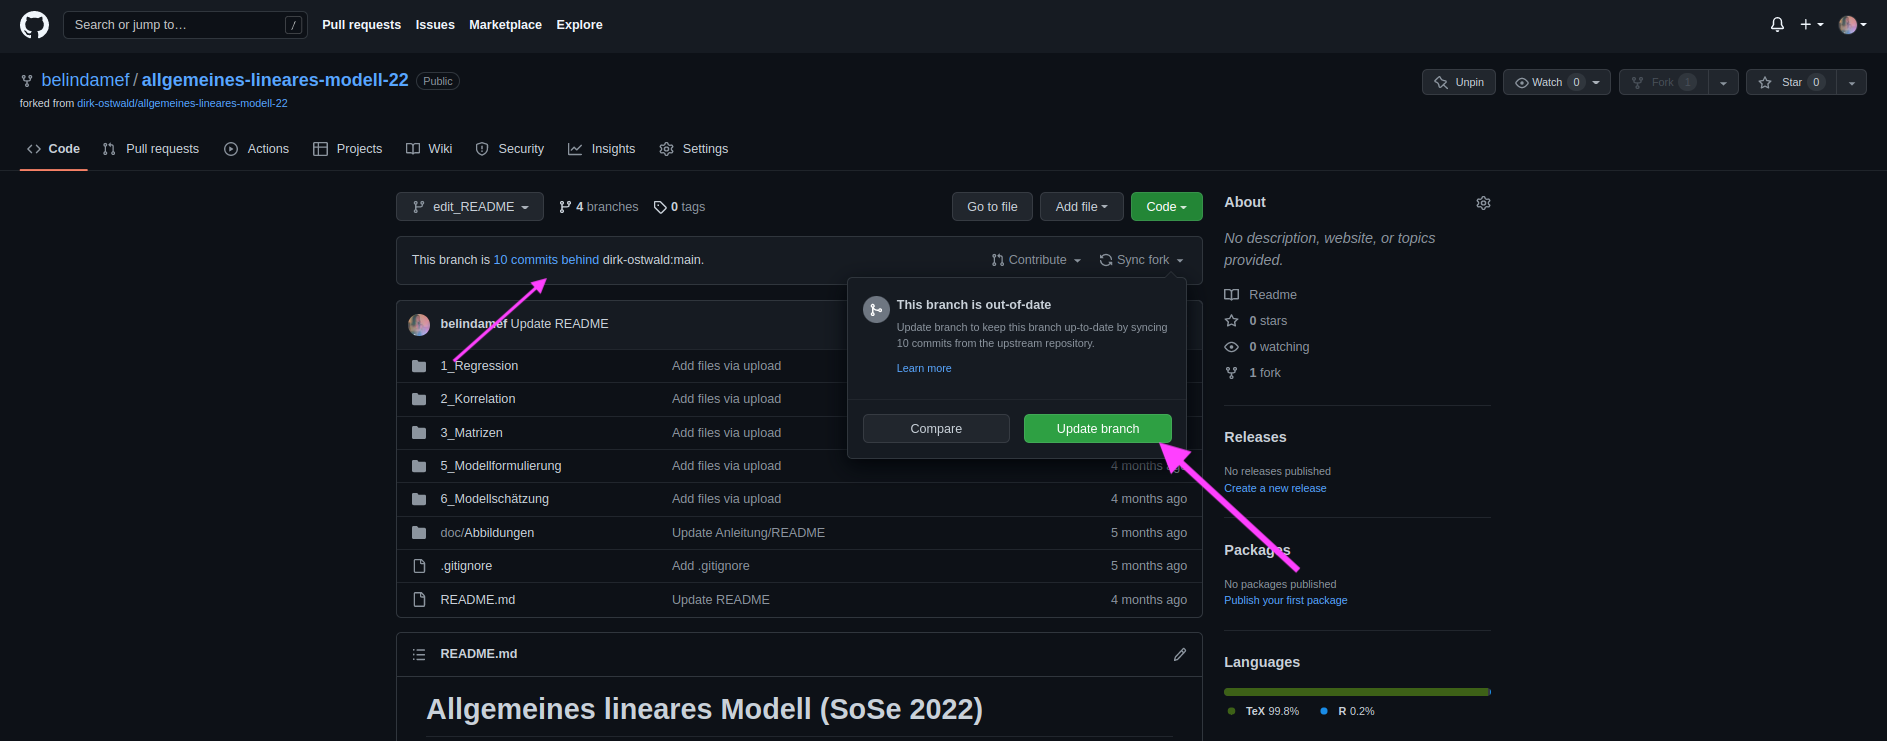 Search or jump to… /
Pull requests Issues Marketplace Explore
belindamef / allgemeines-lineares-modell-22 Public
forked from dirk-ostwald/allgemeines-lineares-modell-22
Unpin Watch 0 Fork 1 Star 0
Code Pull requests Actions Projects Wiki Security Insights Settings
edit_README 4 branches 0 tags Go to file Add file Code
This branch is 10 commits behind dirk-ostwald:main. Contribute Sync fork
This branch is out-of-date
Update branch to keep this branch up-to-date by syncing
10 commits from the upstream repository.
Learn more
Compare Update branch
belindamef Update README
1_Regression Add files via upload
2_Korrelation Add files via upload
3_Matrizen Add files via upload
5_Modellformulierung Add files via upload 4 months ago
6_Modellschätzung Add files via upload 4 months ago
doc/Abbildungen Update Anleitung/README 5 months ago
.gitignore Add .gitignore 5 months ago
README.md Update README 4 months ago
README.md
Allgemeines lineares Modell (SoSe 2022)
About
No description, website, or topics
provided.
Readme
0 stars
0 watching
1 fork
Releases
No releases published
Create a new release
Packages
No packages published
Publish your first package
Languages
TeX 99.8% R 0.2%